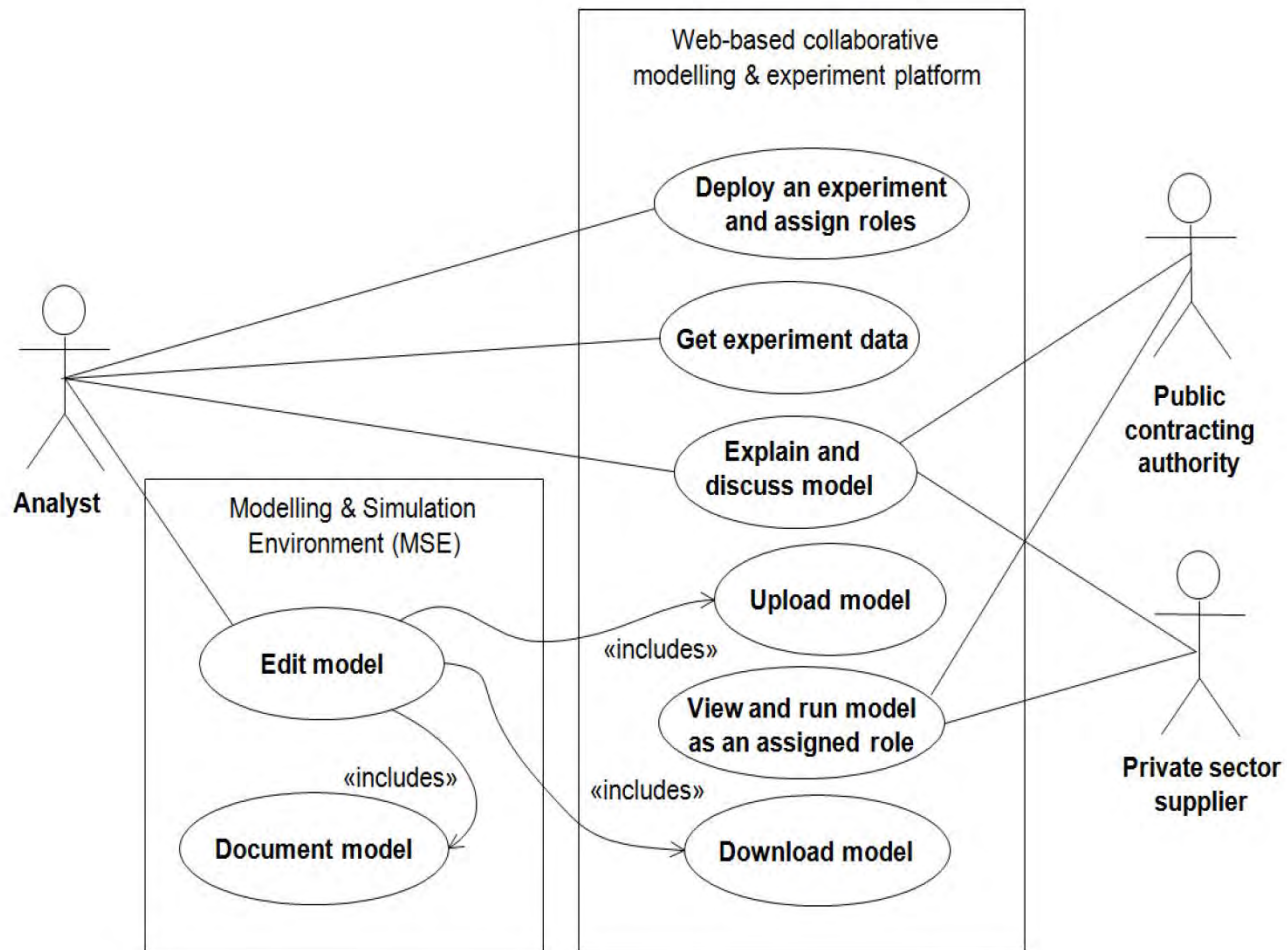 Web-based collaborative
modelling & experiment platform
Deploy an experiment
and assign roles
Get experiment data
Explain and
discuss model
Public
contracting
authority
Analyst
Modelling & Simulation
Environment (MSE)
Upload model
«includes»
Edit model
View and run model
as an assigned role
Private sector
supplier
«includes»
«includes»
Document model
Download model